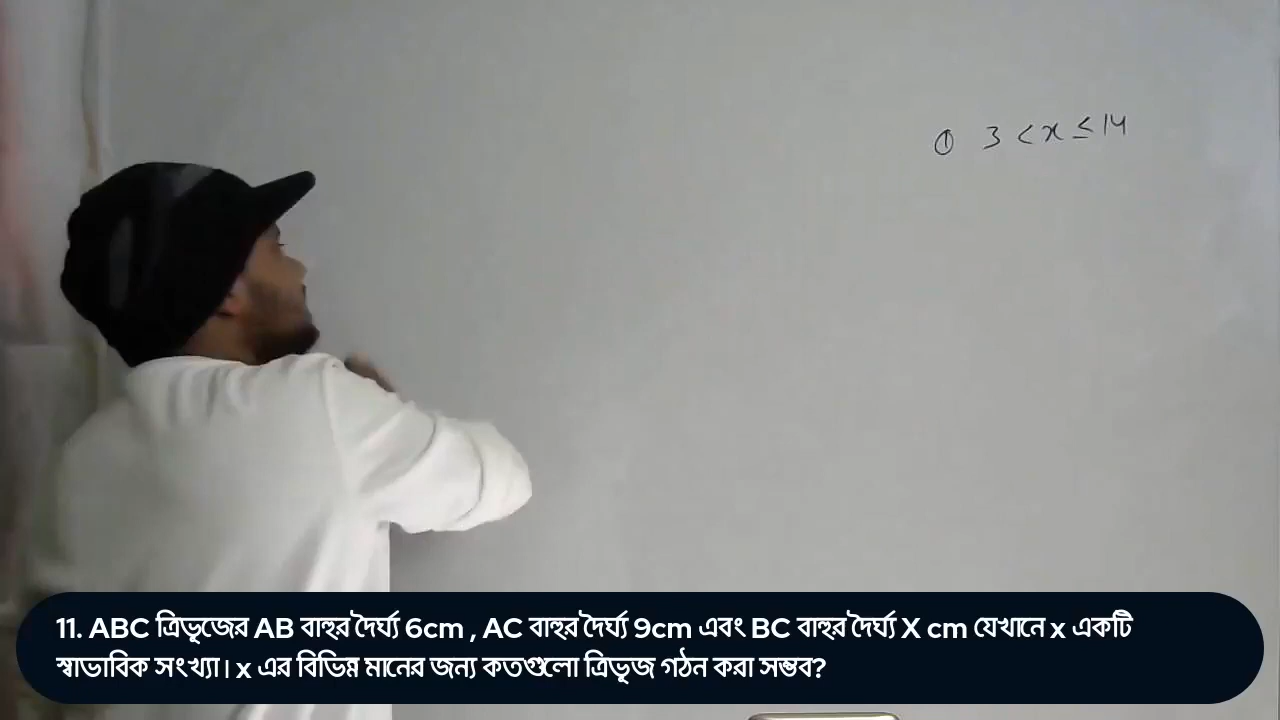 ① 3 < x ≤ 14
11. ABC ত্রিভূজের AB বাহুর দৈর্ঘ্য 6cm , AC বাহুর দৈর্ঘ্য 9cm এবং BC বাহুর দৈর্ঘ্য X cm যেখানে x একটি
স্বাভাবিক সংখ্যা। x এর বিভিন্ন মানের জন্য কতগুলো ত্রিভূজ গঠন করা সম্ভব?